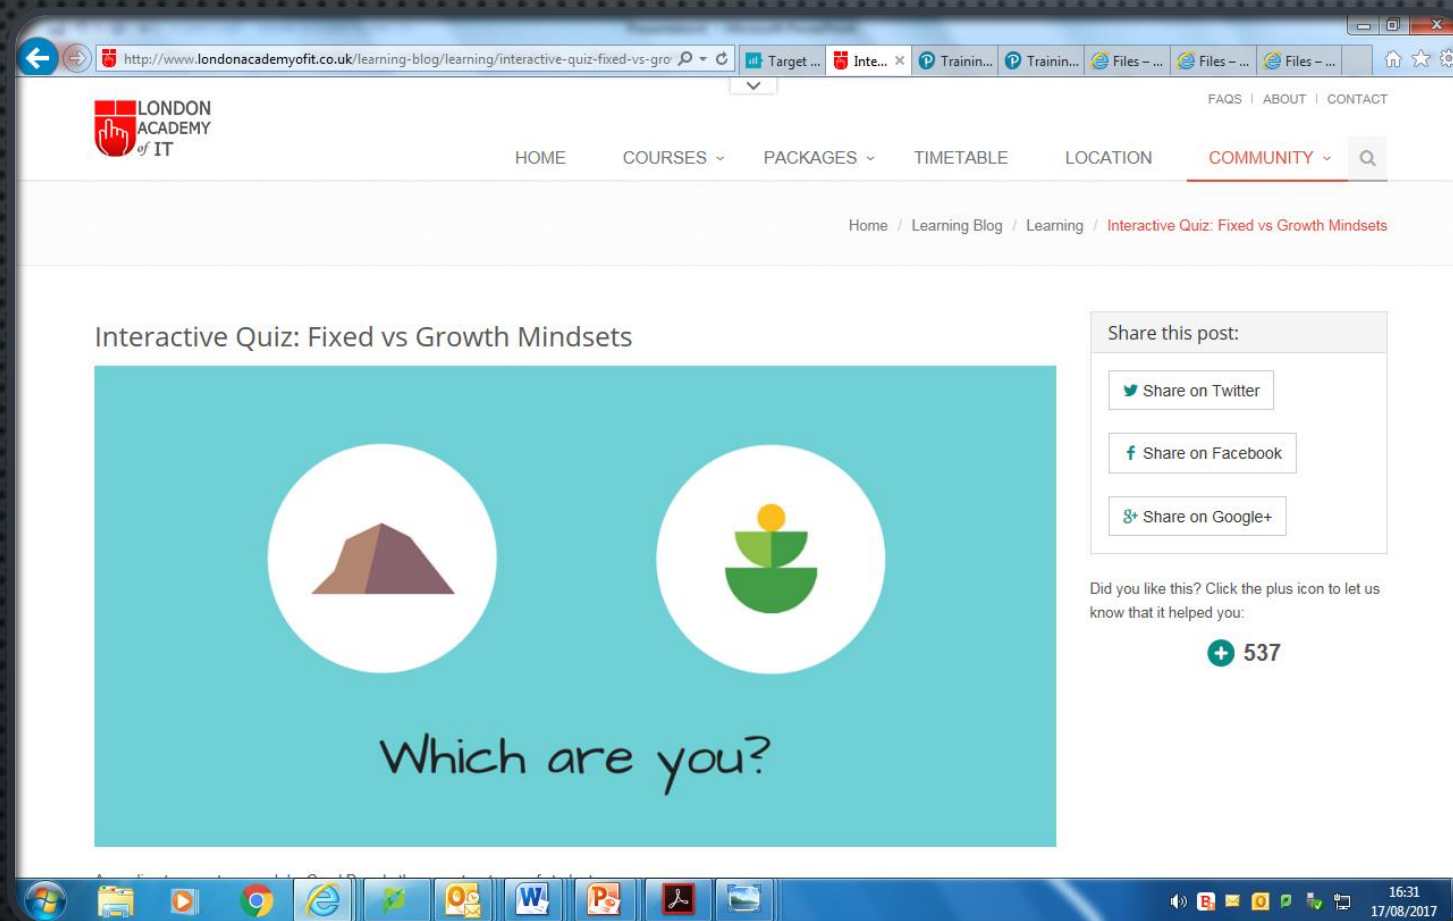 http://www.londonacademyofit.co.uk/learning-blog/learning/interactive-quiz-fixed-vs-gro
Target ...
Inte...
Trainin...
Trainin...
Files – ...
Files – ...
Files – ...
LONDON
ACADEMY
of IT
FAQS | ABOUT | CONTACT
HOME COURSES PACKAGES TIMETABLE LOCATION COMMUNITY
Home / Learning Blog / Learning / Interactive Quiz: Fixed vs Growth Mindsets
Interactive Quiz: Fixed vs Growth Mindsets
Which are you?
Share this post:
Share on Twitter
Share on Facebook
Share on Google+
Did you like this? Click the plus icon to let us
know that it helped you:
537
16:31
17/08/2017